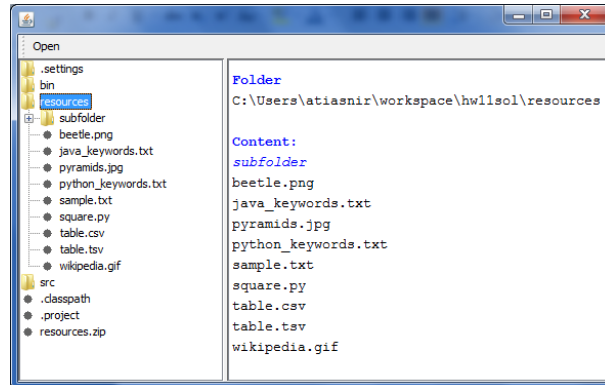 Open
.settings
bin
resources
subfolder
beetle.png
java_keywords.txt
pyramids.jpg
python_keywords.txt
sample.txt
square.py
table.csv
table.tsv
wikipedia.gif
src
.classpath
.project
resources.zip
Folder
C:\Users\atiasnir\workspace\hw11sol\resources
Content:
subfolder
beetle.png
java_keywords.txt
pyramids.jpg
python_keywords.txt
sample.txt
square.py
table.csv
table.tsv
wikipedia.gif